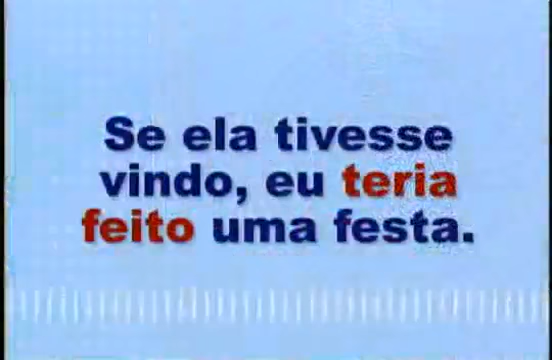 Se ela tivesse
vindo, eu teria
feito uma festa.